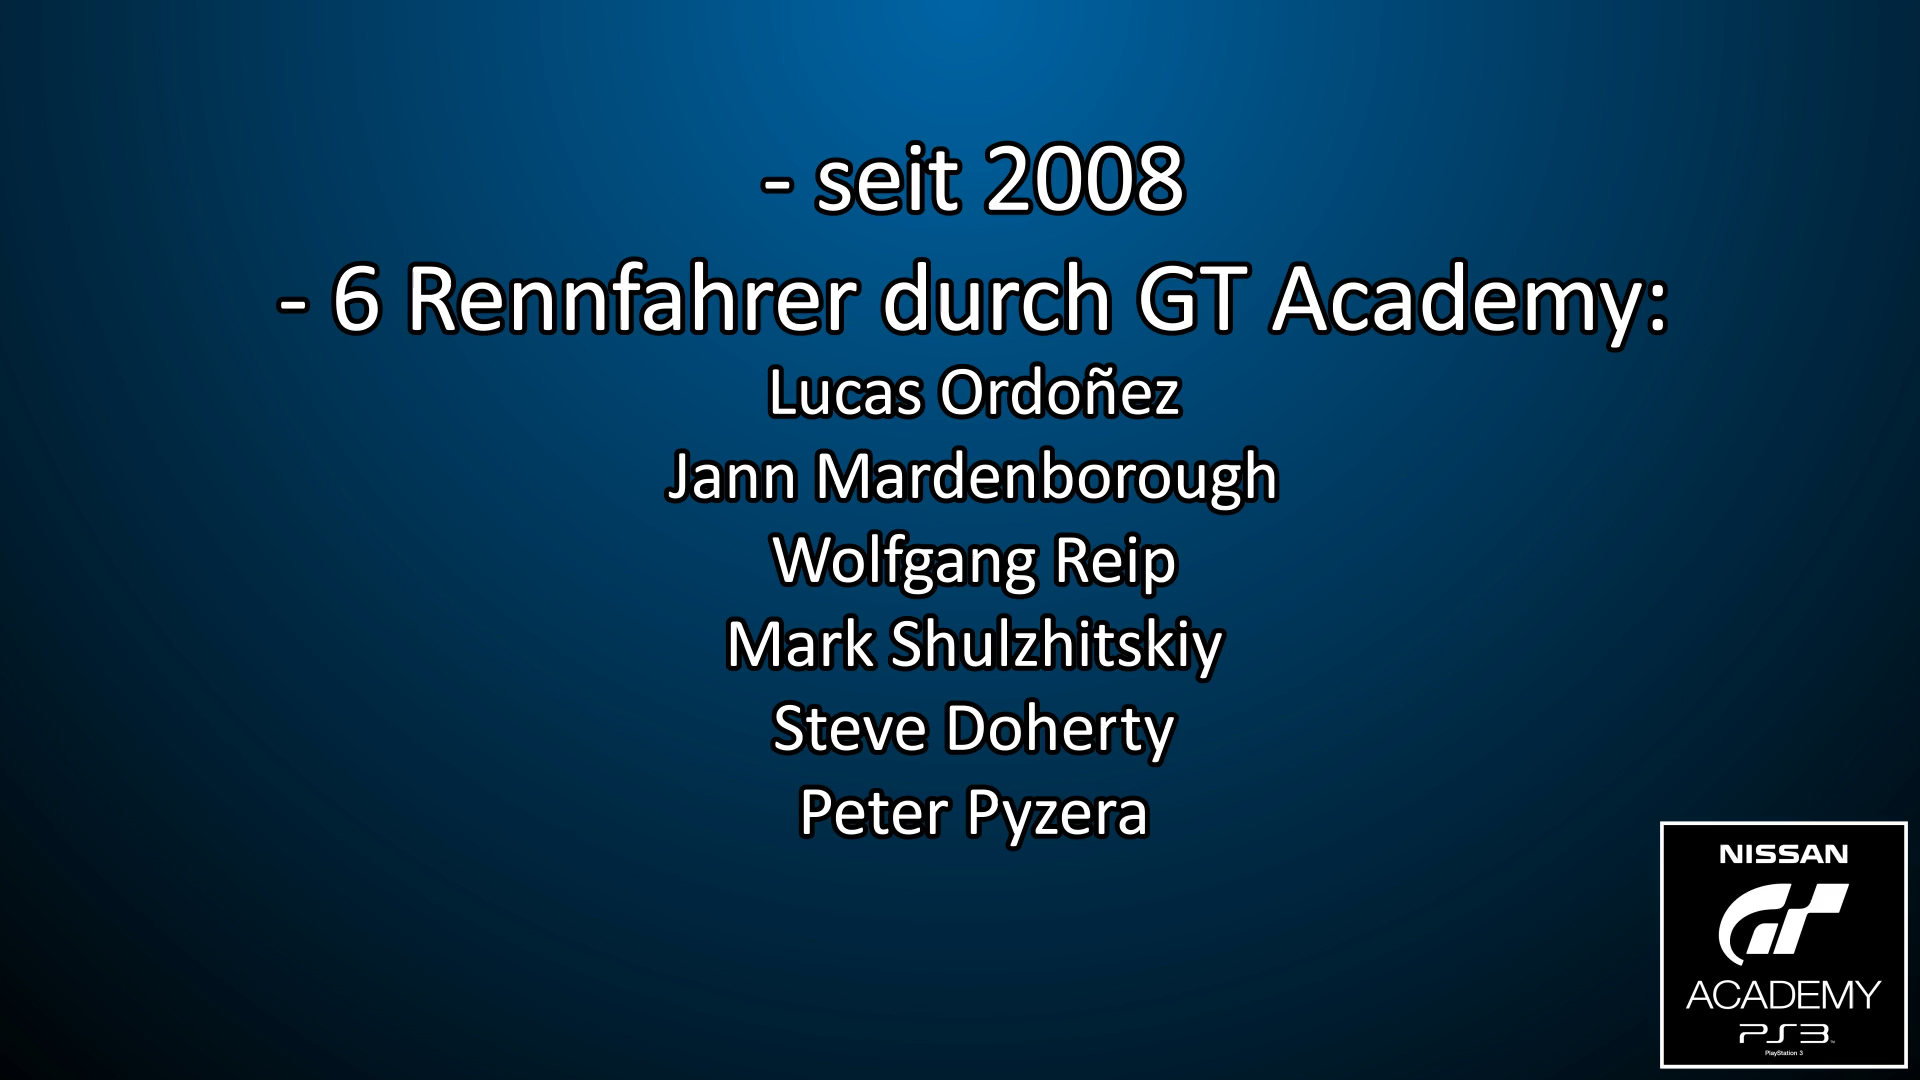 - seit 2008
- 6 Rennfahrer durch GT Academy:
Lucas Ordoñez
Jann Mardenborough
Wolfgang Reip
Mark Shulzhitskiy
Steve Doherty
Peter Pyzera
NISSAN
GT
ACADEMY
PS3™
PlayStation 3